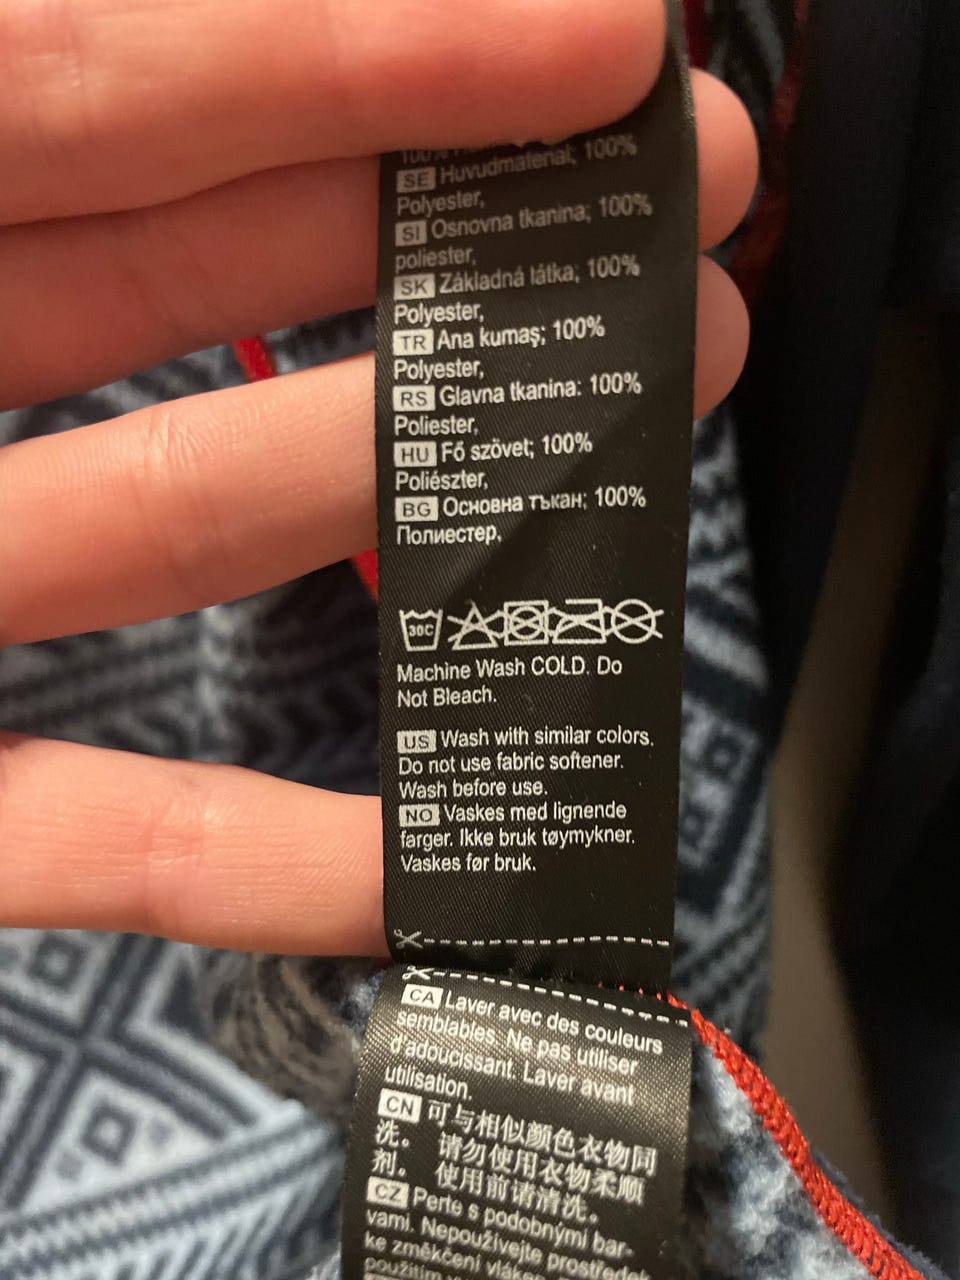 100%
SE Huvudmaterial; 100%
Polyester,
SI Osnovna tkanina; 100%
poliester,
SK Základná látka; 100%
Polyester,
TR Ana kumaş; 100%
Polyester,
RS Glavna tkanina: 100%
Poliester,
HU Fő szövet; 100%
Poliészter,
BG Основна тъкан; 100%
Полиестер,
30C
Machine Wash COLD. Do
Not Bleach.
US Wash with similar colors.
Do not use fabric softener.
Wash before use.
NO Vaskes med lignende
farger. Ikke bruk tøymykner.
Vaskes før bruk.
CA Laver avec des couleurs
semblables. Ne pas utiliser
d'adoucissant. Laver avant
utilisation.
CN 可与相似颜色衣物同
洗。 请勿使用衣物柔顺
剂。 使用前请清洗。
CZ Perte s podobnými bar-
vami. Nepoužívejte prostředek
ke změkčení vláken
použitím